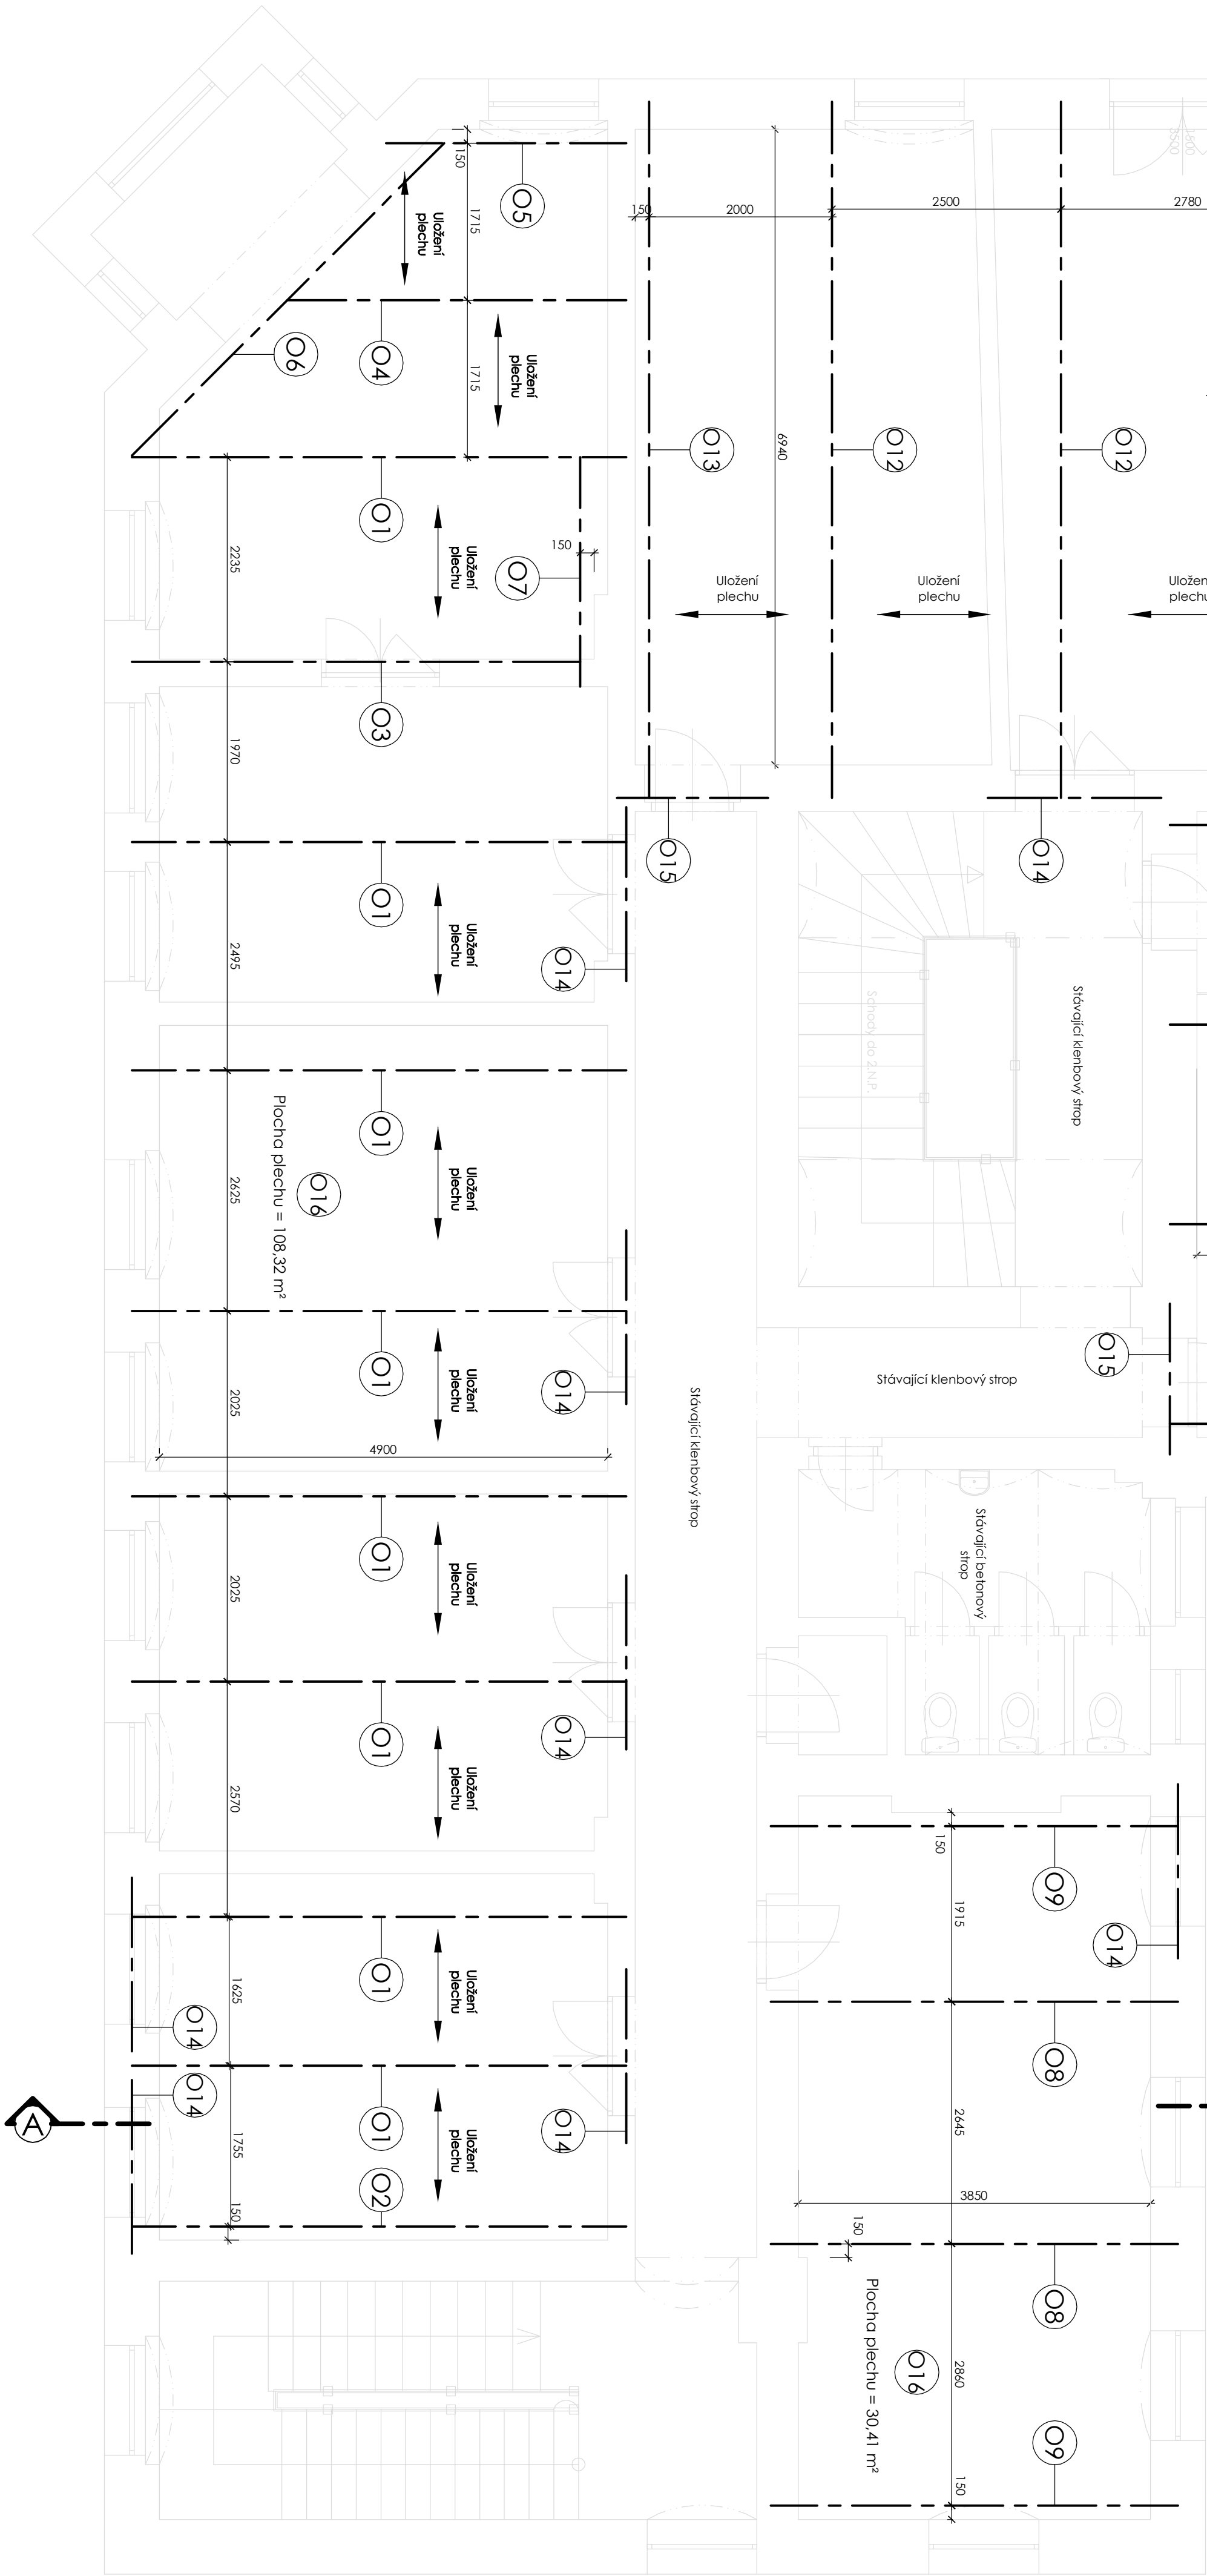 3500
1500
150
1715
O5
Uložení
plechu
150
2000
2500
2780
O6
O4
1715
Uložení
plechu
O13
6940
O12
O12
O1
2235
Uložení
plechu
O7
150
Uložení
plechu
Uložení
plechu
O3
1970
O15
O14
O1
2495
Uložení
plechu
O14
Schody do 2.N.P.
Stávající klenbový strop
O1
2625
Plocha plechu = 108,32 m²
O16
Uložení
plechu
O1
2025
Uložení
plechu
O14
O15
Stávající klenbový strop
4900
Stávající klenbový strop
O1
2025
Uložení
plechu
Stávající betonový
strop
O1
2570
Uložení
plechu
O14
150
O9
1915
O14
O1
1625
Uložení
plechu
O14
O14
O8
2645
A
O1
1755
Uložení
plechu
O14
O2
150
3850
150
O8
Plocha plechu = 30,41 m²
O16
2860
O9
150